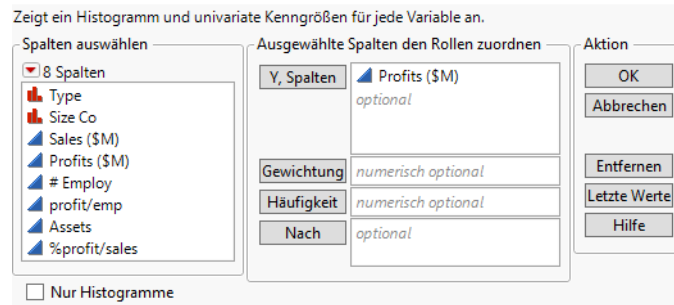 Zeigt ein Histogramm und univariate Kenngrößen für jede Variable an.
Spalten auswählen
8 Spalten
Type
Size Co
Sales ($M)
Profits ($M)
# Employ
profit/emp
Assets
%profit/sales
Nur Histogramme
Ausgewählte Spalten den Rollen zuordnen
Y, Spalten
Profits ($M)
optional
Gewichtung
numerisch optional
Häufigkeit
numerisch optional
Nach
optional
Aktion
OK
Abbrechen
Entfernen
Letzte Werte
Hilfe